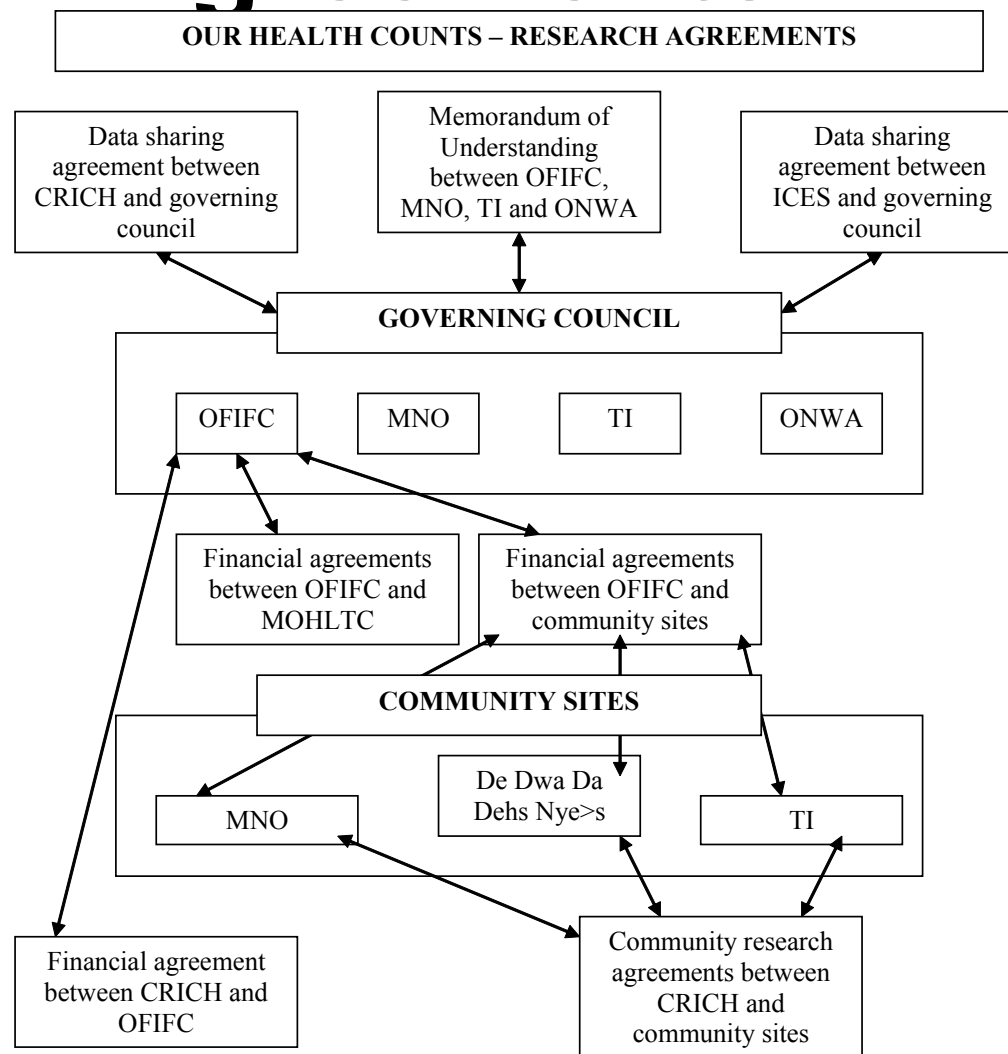 OUR HEALTH COUNTS – RESEARCH AGREEMENTS
Data sharing
agreement between
CRICH and governing
council
Memorandum of
Understanding
between OFIFC,
MNO, TI and ONWA
Data sharing
agreement between
ICES and governing
council
GOVERNING COUNCIL
OFIFC
MNO
TI
ONWA
Financial agreements
between OFIFC and
MOHLTC
Financial agreements
between OFIFC and
community sites
COMMUNITY SITES
MNO
De Dwa Da
Dehs Nye>s
TI
Financial agreement
between CRICH and
OFIFC
Community research
agreements between
CRICH and
community sites